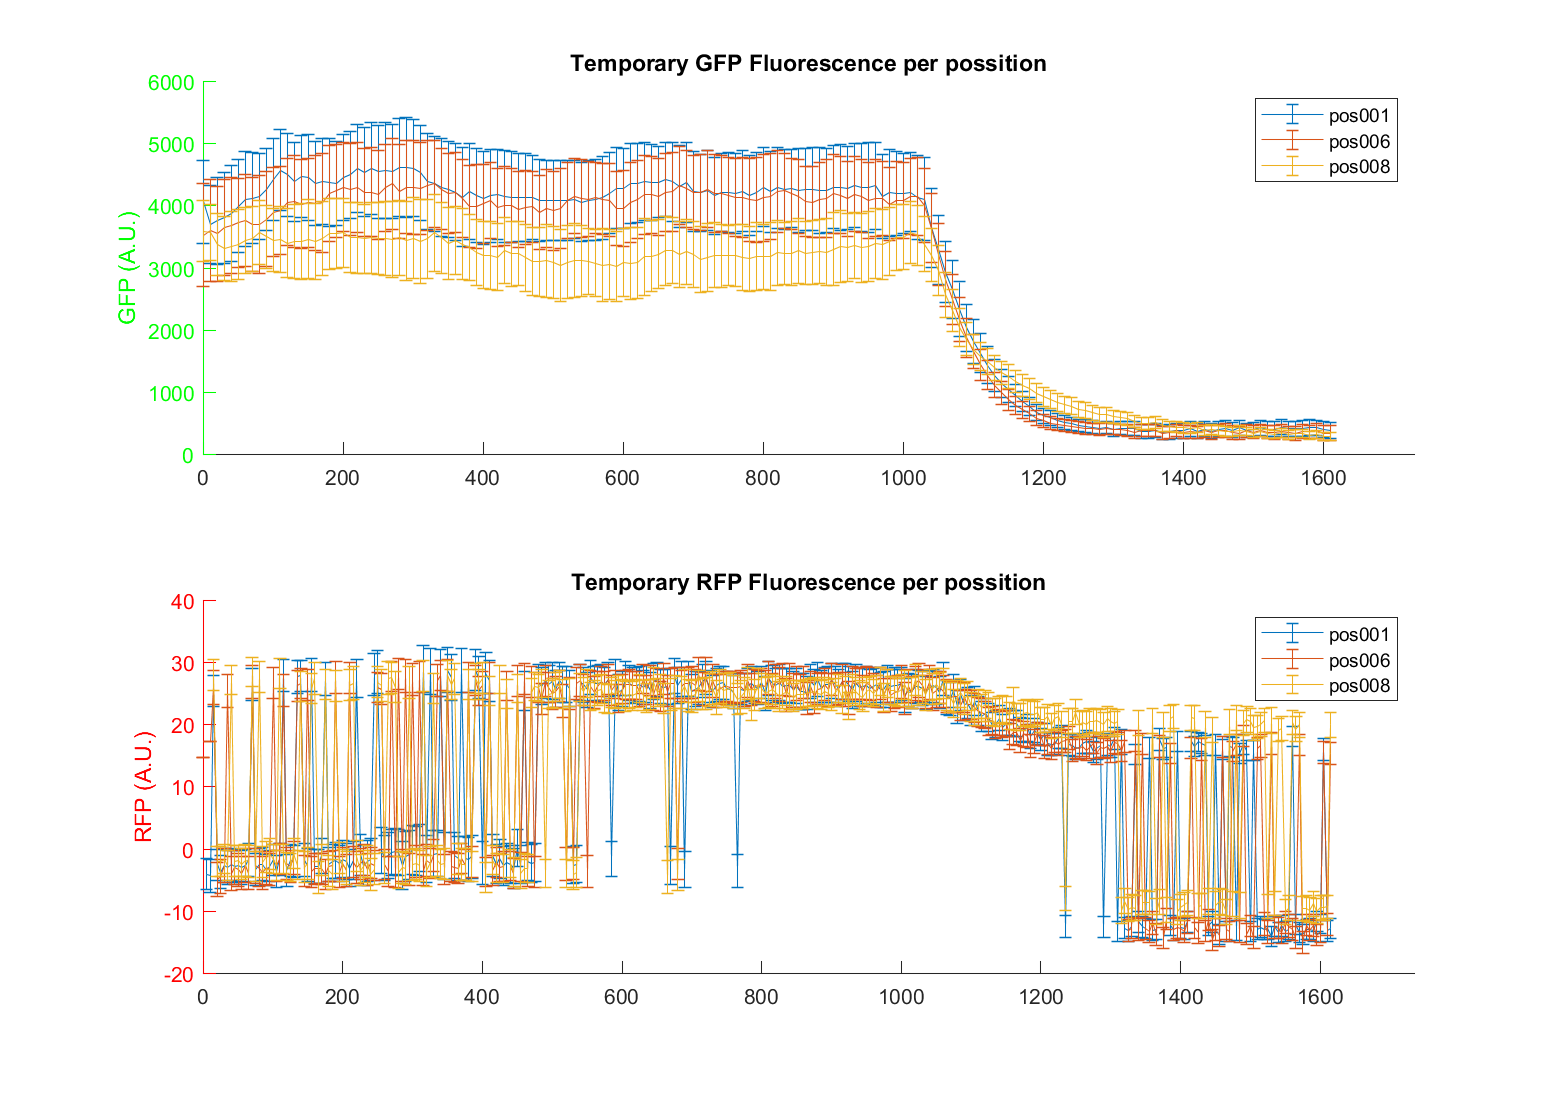 Temporary GFP Fluorescence per possition
6000
5000
4000
3000
2000
1000
0
GFP (A.U.)
pos001
pos006
pos008
0 200 400 600 800 1000 1200 1400 1600
Temporary RFP Fluorescence per possition
40
30
20
10
0
-10
-20
RFP (A.U.)
pos001
pos006
pos008
0 200 400 600 800 1000 1200 1400 1600